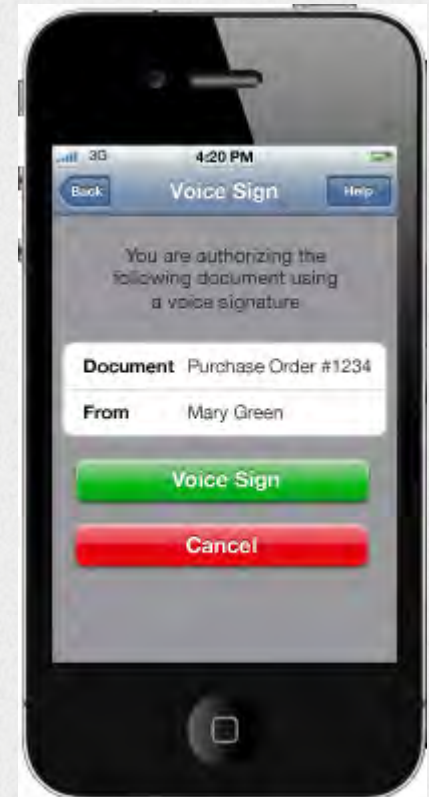 3G 4:20 PM
Back Voice Sign Help
You are authorizing the
following document using
a voice signature
Document Purchase Order #1234
From Mary Green
Voice Sign
Cancel